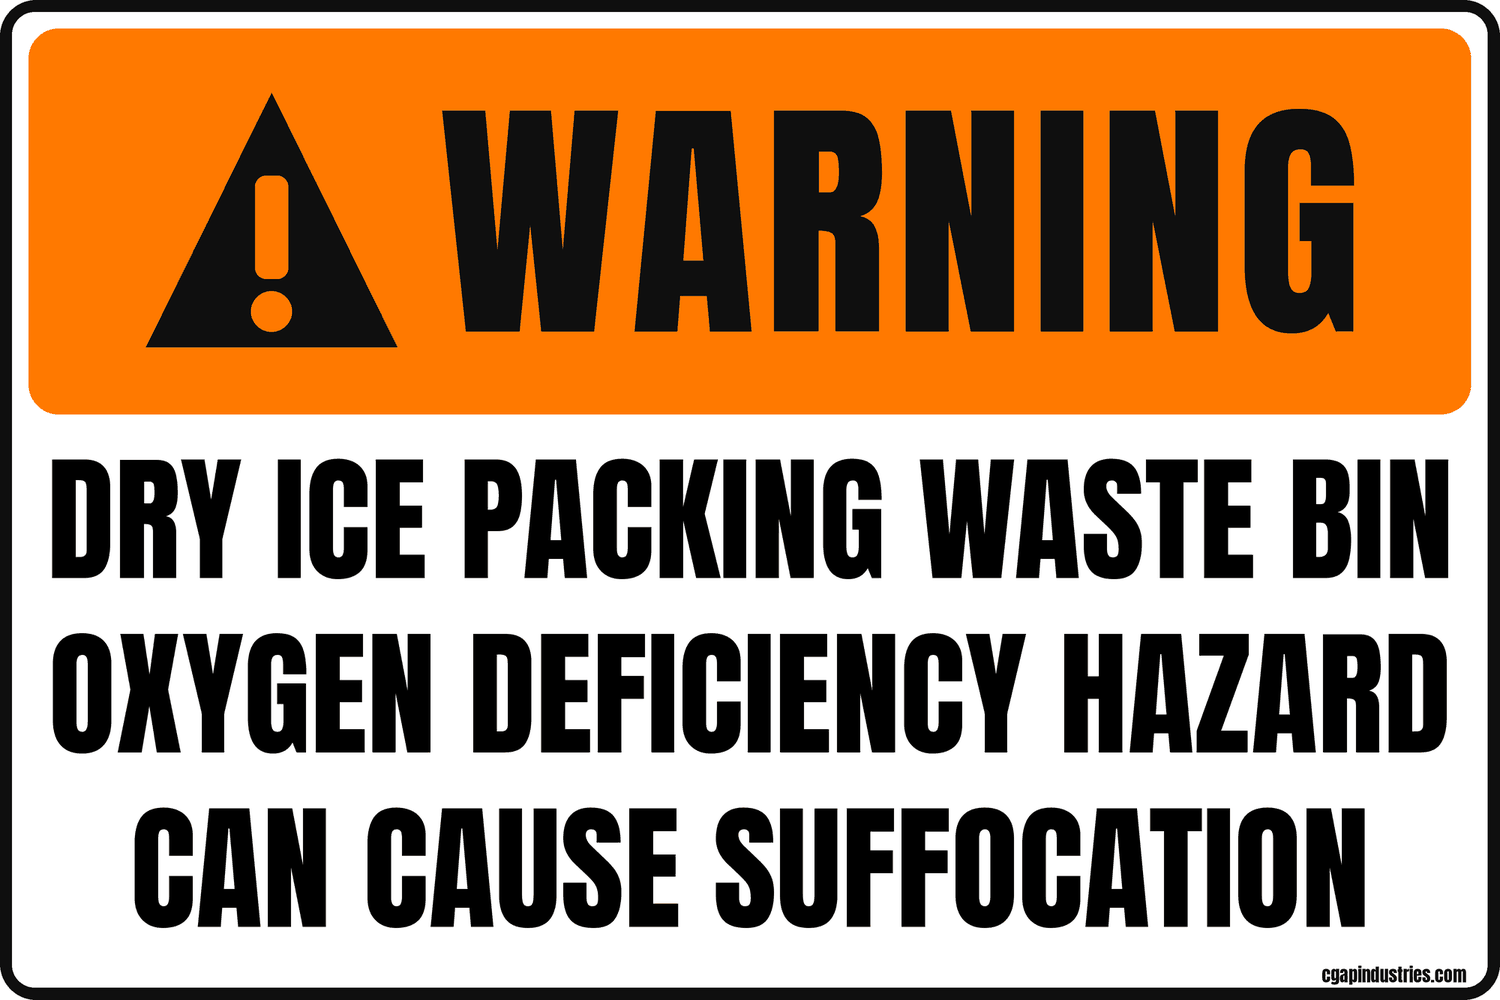 WARNING
DRY ICE PACKING WASTE BIN
OXYGEN DEFICIENCY HAZARD
CAN CAUSE SUFFOCATION
cgapindustries.com